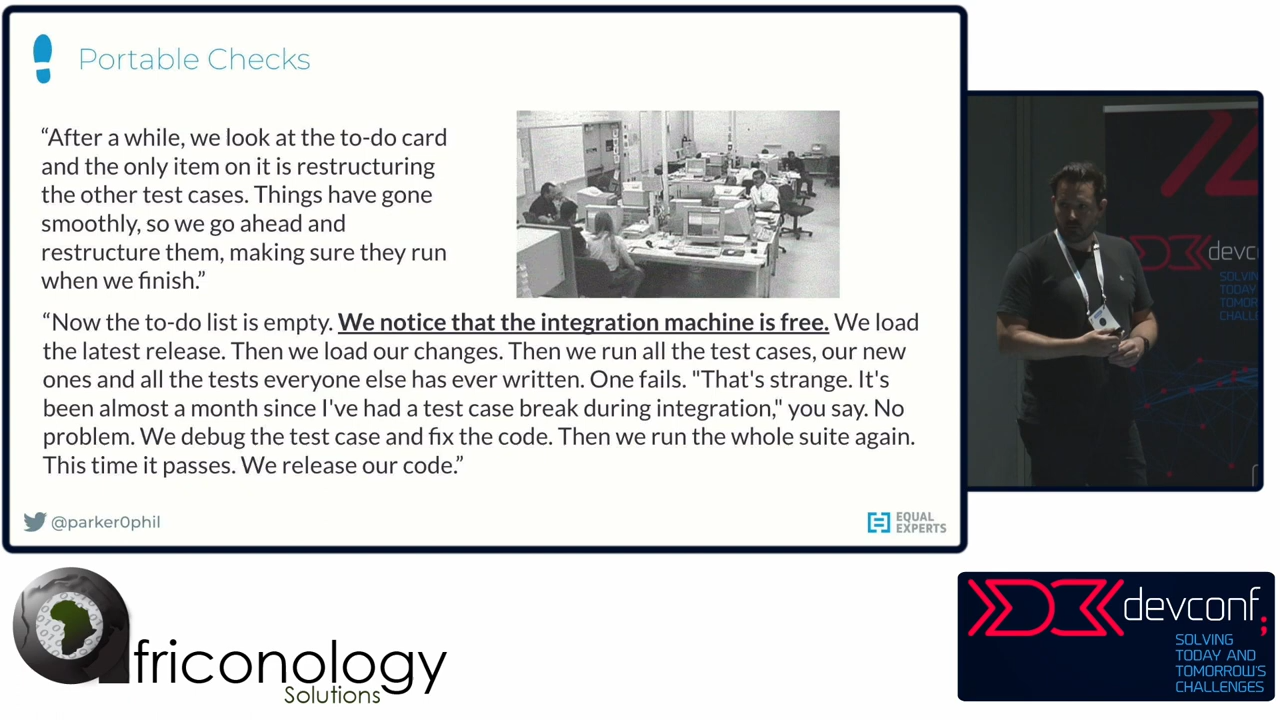 Portable Checks
“After a while, we look at the to-do card
and the only item on it is restructuring
the other test cases. Things have gone
smoothly, so we go ahead and
restructure them, making sure they run
when we finish.”
“Now the to-do list is empty. We notice that the integration machine is free. We load
the latest release. Then we load our changes. Then we run all the test cases, our new
ones and all the tests everyone else has ever written. One fails. "That's strange. It's
been almost a month since I've had a test case break during integration," you say. No
problem. We debug the test case and fix the code. Then we run the whole suite again.
This time it passes. We release our code.”
@parker0phil
EQUAL
EXPERTS
devc
SOLVIN
TODAY
TOMOR
CHALLE
africonology
Solutions
devconf;
SOLVING
TODAY AND
TOMORROW'S
CHALLENGES